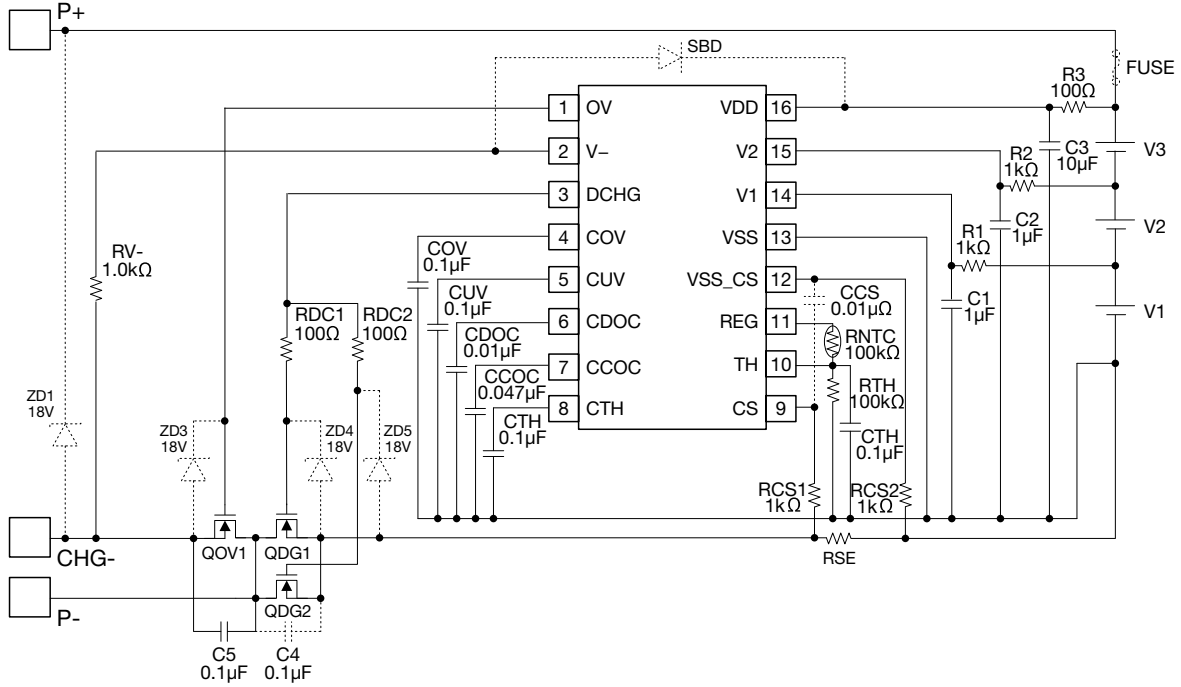 P+
SBD
FUSE
R3
100Ω
1 OV
VDD 16
2 V−
V2 15
R2
1kΩ
C3
10µF
V3
3 DCHG
V1 14
C2
1µF
R1
1kΩ
V2
RV-
1.0kΩ
4 COV
VSS 13
COV
0.1µF
5 CUV
VSS_CS 12
CUV
0.1µF
CCS
0.01µΩ
C1
1µF
V1
RDC1
100Ω
RDC2
100Ω
6 CDOC
REG 11
CDOC
0.01µF
RNTC
100kΩ
7 CCOC
TH 10
CCOC
0.047µF
RTH
100kΩ
8 CTH
CS 9
CTH
0.1µF
CTH
0.1µF
ZD1
18V
ZD3
18V
ZD4
18V
ZD5
18V
RCS1
1kΩ
RCS2
1kΩ
CHG-
QOV1
QDG1
RSE
P-
QDG2
C5
0.1µF
C4
0.1µF